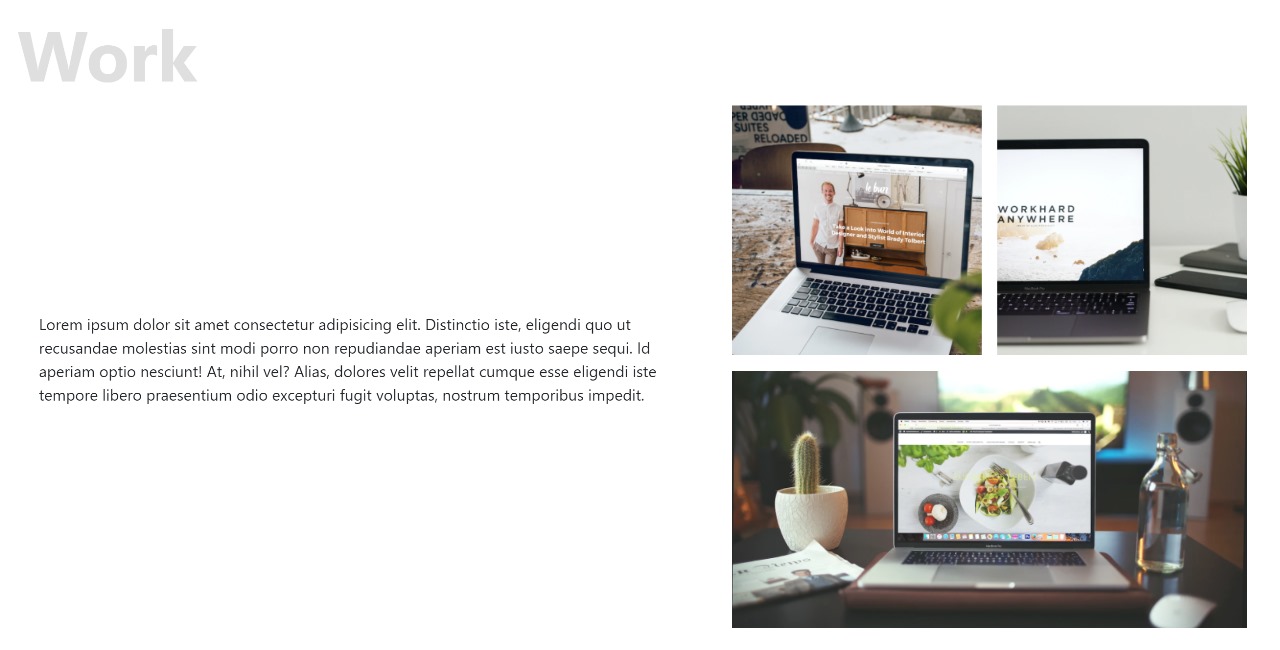 Work
PER DADED
SUITES
RELOADED
le buzz
Take a Look into World of Interior
Designer and Stylist Brady Tolbert
WORKHARD
ANYWHERE
Lorem ipsum dolor sit amet consectetur adipisicing elit. Distinctio iste, eligendi quo ut
recusandae molestias sint modi porro non repudiandae aperiam est iusto saepe sequi. Id
aperiam optio nesciunt! At, nihil vel? Alias, dolores velit repellat cumque esse eligendi iste
tempore libero praesentium odio excepturi fugit voluptas, nostrum temporibus impedit.